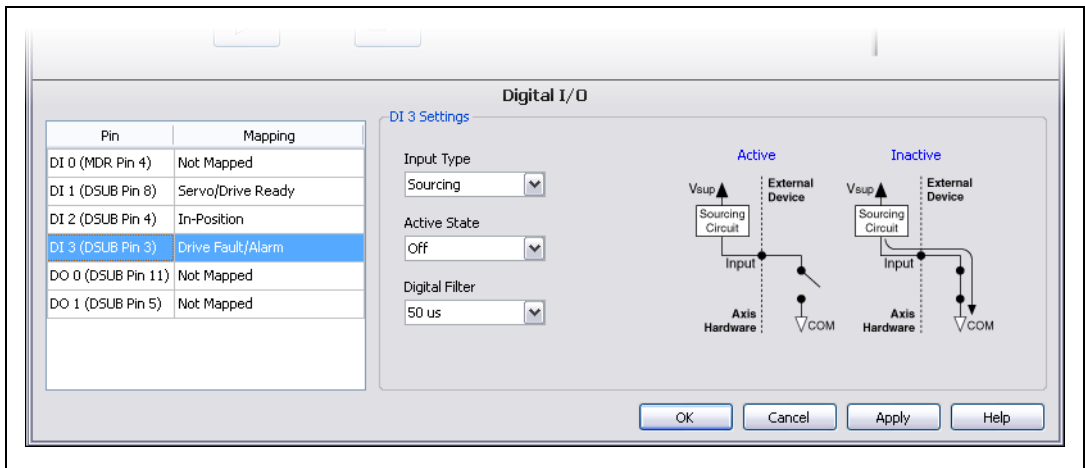 Digital I/O
Pin Mapping
DI 0 (MDR Pin 4) Not Mapped
DI 1 (DSUB Pin 8) Servo/Drive Ready
DI 2 (DSUB Pin 4) In-Position
DI 3 (DSUB Pin 3) Drive Fault/Alarm
DO 0 (DSUB Pin 11) Not Mapped
DO 1 (DSUB Pin 5) Not Mapped
DI 3 Settings
Input Type
Sourcing
Active State
Off
Digital Filter
50 us
Active
Vsup
External
Device
Sourcing
Circuit
Input
Axis
Hardware
COM
Inactive
Vsup
External
Device
Sourcing
Circuit
Input
Axis
Hardware
COM
OK Cancel Apply Help